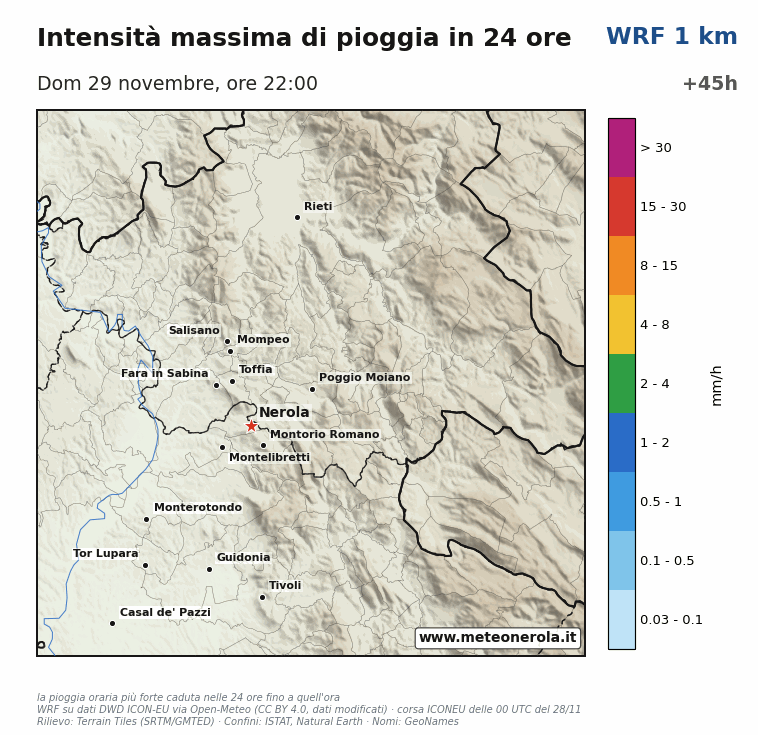 Intensità massima di pioggia in 24 ore
WRF 1 km
Dom 29 novembre, ore 22:00
+45h
> 30
15 - 30
8 - 15
4 - 8
2 - 4
1 - 2
0.5 - 1
0.1 - 0.5
0.03 - 0.1
mm/h
Rieti
Salisano
Mompeo
Toffia
Fara in Sabina
Poggio Moiano
Nerola
Montorio Romano
Montelibretti
Monterotondo
Tor Lupara
Guidonia
Tivoli
Casal de' Pazzi
www.meteonerola.it
la pioggia oraria più forte caduta nelle 24 ore fino a quell'ora
WRF su dati DWD ICON-EU via Open-Meteo (CC BY 4.0, dati modificati) · corsa ICONEU delle 00 UTC del 28/11
Rilievo: Terrain Tiles (SRTM/GMTED) · Confini: ISTAT, Natural Earth · Nomi: GeoNames